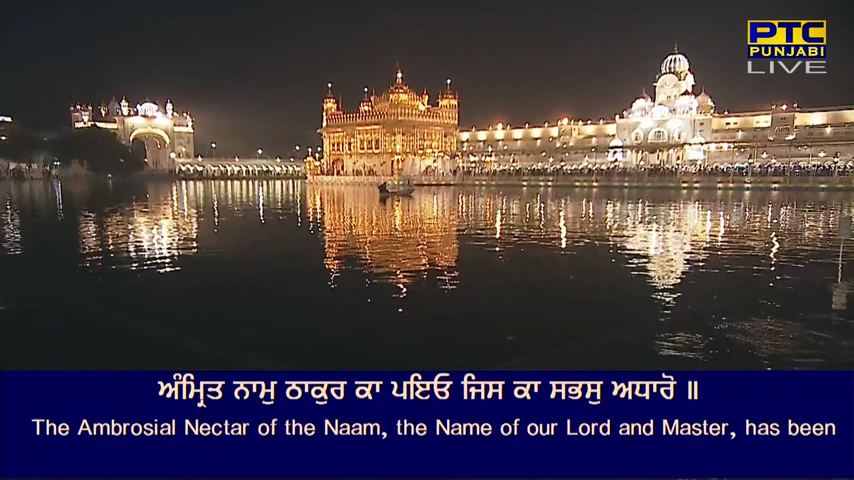 PTC
PUNJABI
LIVE
ਅੰਮ੍ਰਿਤ ਨਾਮੁ ਠਾਕੁਰ ਕਾ ਪਇਓ ਜਿਸ ਕਾ ਸਭਸੁ ਅਧਾਰੋ ॥
The Ambrosial Nectar of the Naam, the Name of our Lord and Master, has been